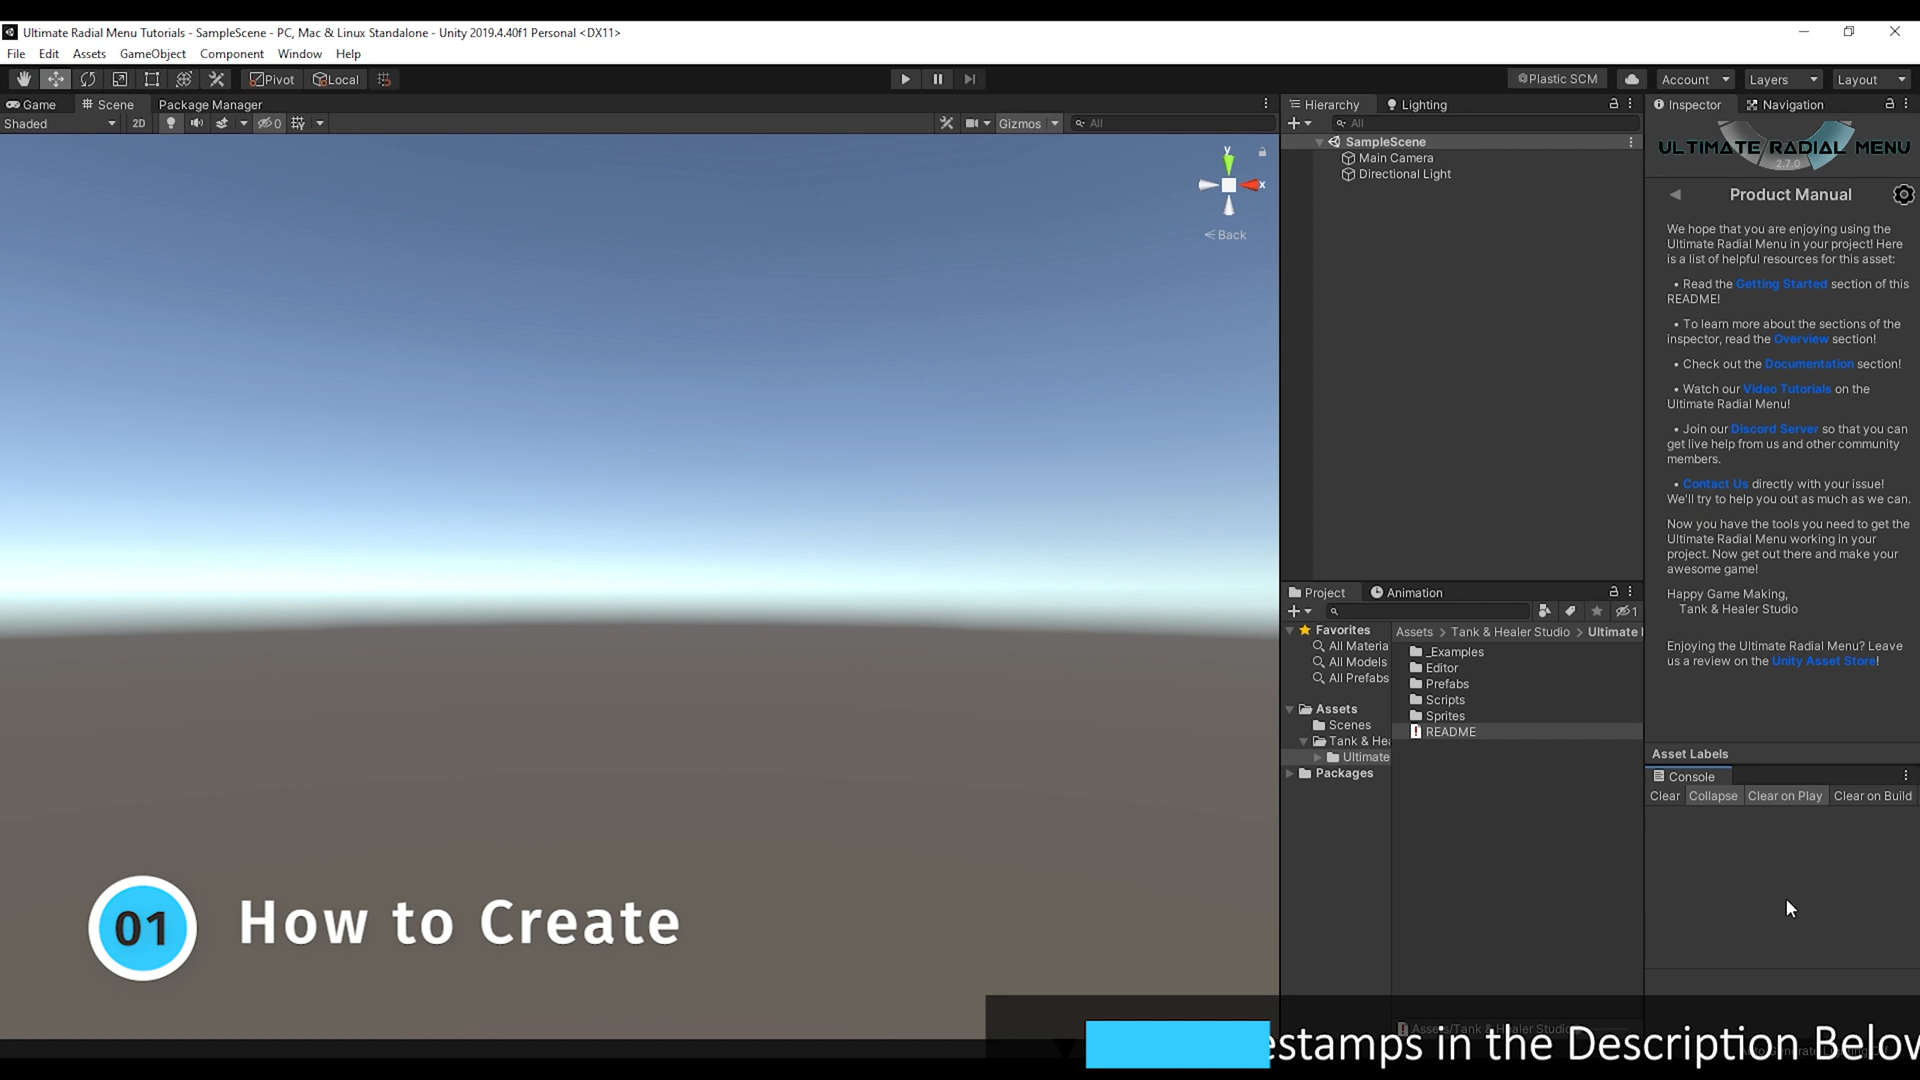 Ultimate Radial Menu Tutorials - SampleScene - PC, Mac & Linux Standalone - Unity 2019.4.40f1 Personal <DX11>
File Edit Assets GameObject Component Window Help
Pivot Local Plastic SCM Account Layers Layout
Game Scene Package Manager
Shaded 2D 0 Gizmos All
y
x
Back
Hierarchy Lighting
All
SampleScene
Main Camera
Directional Light
Project Animation
1
Favorites
All Materia
All Models
All Prefabs
Assets
Scenes
Tank & Hea
Ultimate
Packages
Assets > Tank & Healer Studio > Ultimate
_Examples
Editor
Prefabs
Scripts
Sprites
README
Inspector Navigation
ULTIMATE RADIAL MENU
2.7.0
Product Manual
We hope that you are enjoying using the
Ultimate Radial Menu in your project! Here
is a list of helpful resources for this asset:
• Read the Getting Started section of this
README!
• To learn more about the sections of the
inspector, read the Overview section!
• Check out the Documentation section!
• Watch our Video Tutorials on the
Ultimate Radial Menu!
• Join our Discord Server so that you can
get live help from us and other community
members.
• Contact Us directly with your issue!
We'll try to help you out as much as we can.
Now you have the tools you need to get the
Ultimate Radial Menu working in your
project. Now get out there and make your
awesome game!
Happy Game Making,
Tank & Healer Studio
Enjoying the Ultimate Radial Menu? Leave
us a review on the Unity Asset Store!
Asset Labels
Console
Clear Collapse Clear on Play Clear on Build
01 How to Create
Assets/Tank & Healer Studio
estamps in the Description Below